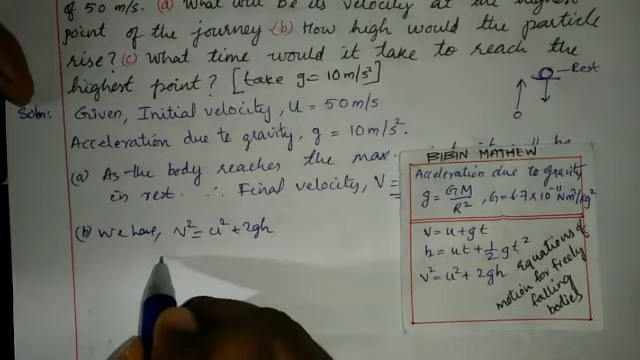 of 50 m/s. (a) What will be its velocity at the highest
point of the journey (b) How high would the particle
rise? (c) What time would it take to reach the
highest point? [take g = 10 m/s²]
Rest
Soln: Given, Initial velocity, u = 50 m/s
Acceleration due to gravity, g = 10 m/s².
(a) As the body reaches the max.
in rest. ∴ Final velocity, V =
(b) We have, v² = u² + 2gh
BIBIN MATHEW
Acceleration due to gravity
g = GM/R², G = 6.7 × 10⁻¹¹ Nm²/kg²
v = u + gt
h = ut + ½gt²
v² = u² + 2gh
Equations of
motion for freely
falling
bodies